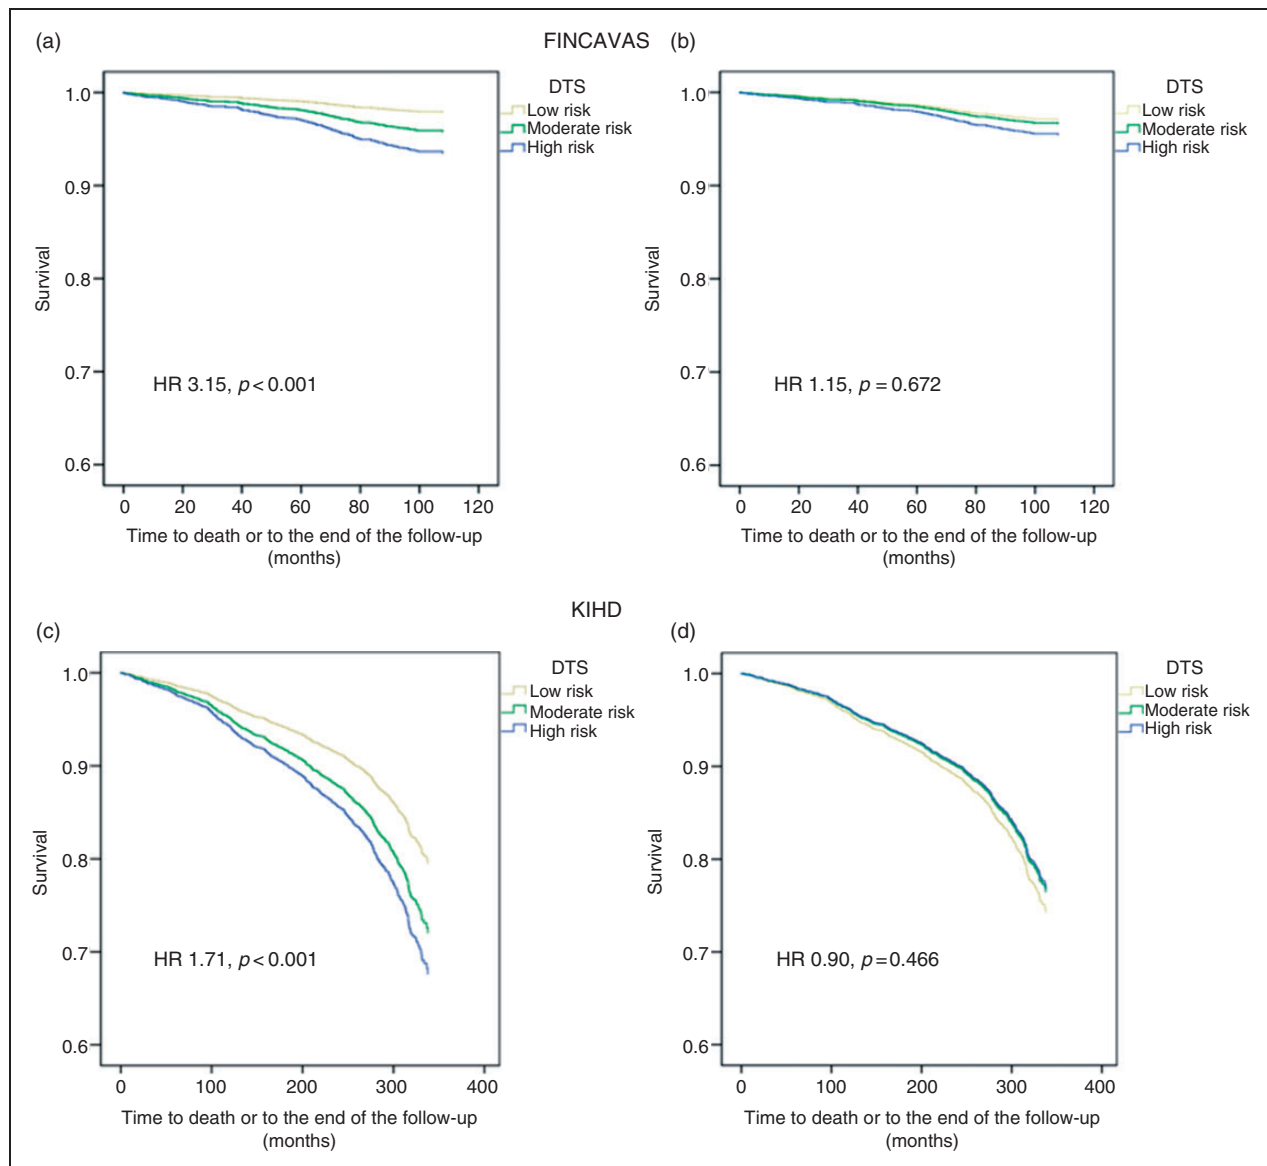 (a)
FINCAVAS
(b)
1.0
0.9
0.8
0.7
0.6
Survival
DTS
Low risk
Moderate risk
High risk
HR 3.15, p < 0.001
0 20 40 60 80 100 120
Time to death or to the end of the follow-up
(months)
1.0
0.9
0.8
0.7
0.6
Survival
DTS
Low risk
Moderate risk
High risk
HR 1.15, p = 0.672
0 20 40 60 80 100 120
Time to death or to the end of the follow-up
(months)
KIHD
(c)
(d)
1.0
0.9
0.8
0.7
0.6
Survival
DTS
Low risk
Moderate risk
High risk
HR 1.71, p < 0.001
0 100 200 300 400
Time to death or to the end of the follow-up
(months)
1.0
0.9
0.8
0.7
0.6
Survival
DTS
Low risk
Moderate risk
High risk
HR 0.90, p = 0.466
0 100 200 300 400
Time to death or to the end of the follow-up
(months)